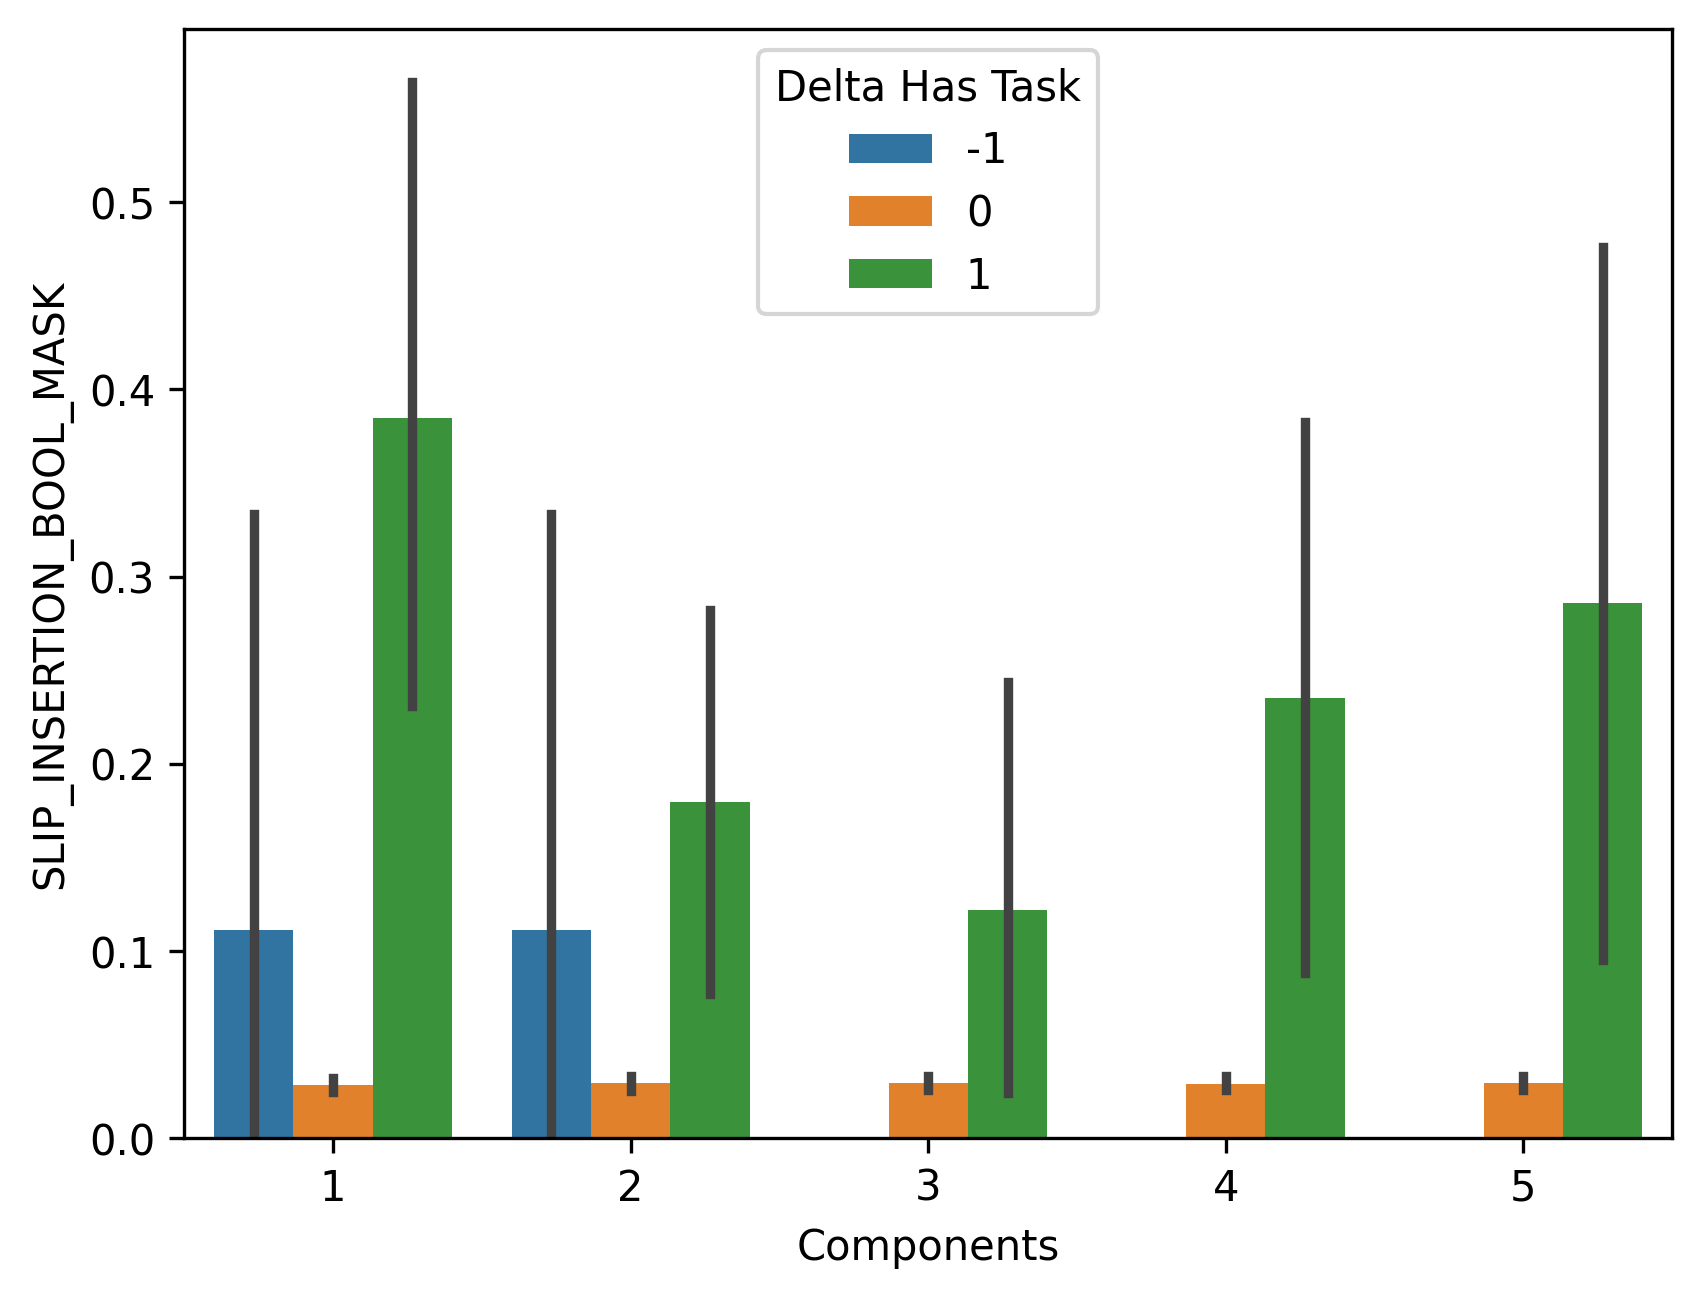 Delta Has Task
-1
0
1
SLIP_INSERTION_BOOL_MASK
0.5
0.4
0.3
0.2
0.1
0.0
1 2 3 4 5
Components